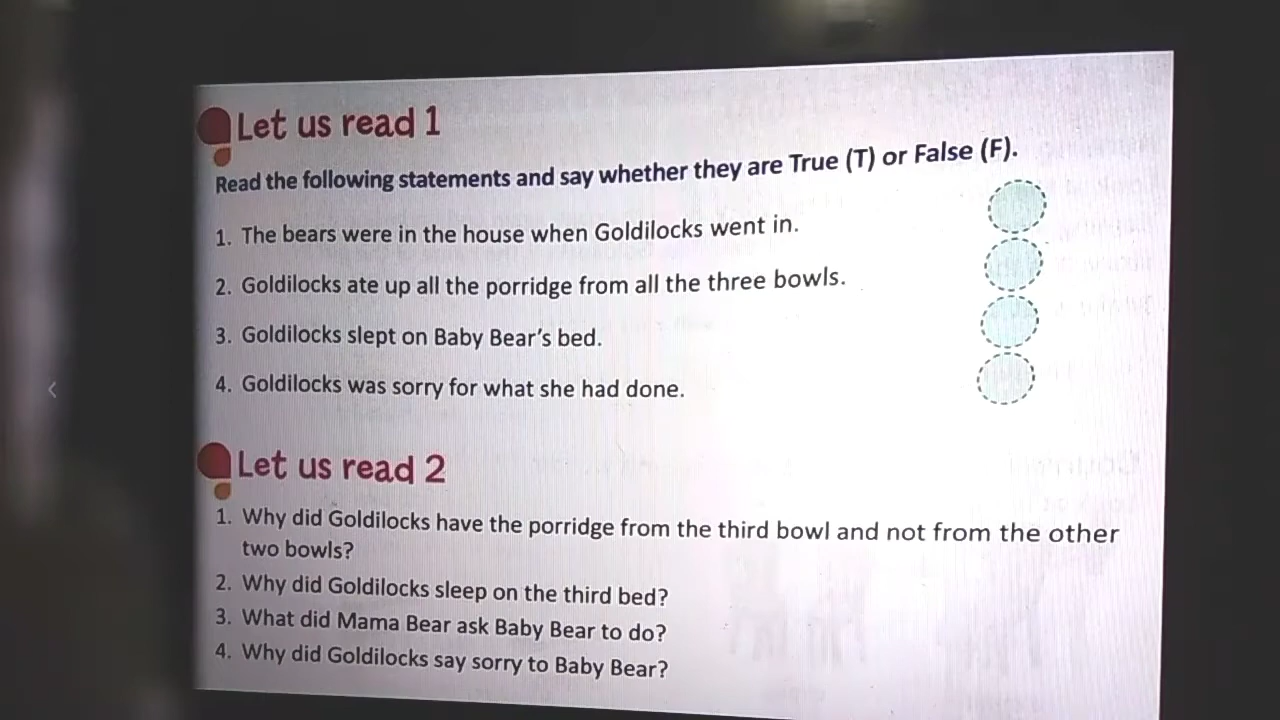 Let us read 1
Read the following statements and say whether they are True (T) or False (F).
1. The bears were in the house when Goldilocks went in.
2. Goldilocks ate up all the porridge from all the three bowls.
3. Goldilocks slept on Baby Bear's bed.
4. Goldilocks was sorry for what she had done.
Let us read 2
1. Why did Goldilocks have the porridge from the third bowl and not from the other
two bowls?
2. Why did Goldilocks sleep on the third bed?
3. What did Mama Bear ask Baby Bear to do?
4. Why did Goldilocks say sorry to Baby Bear?